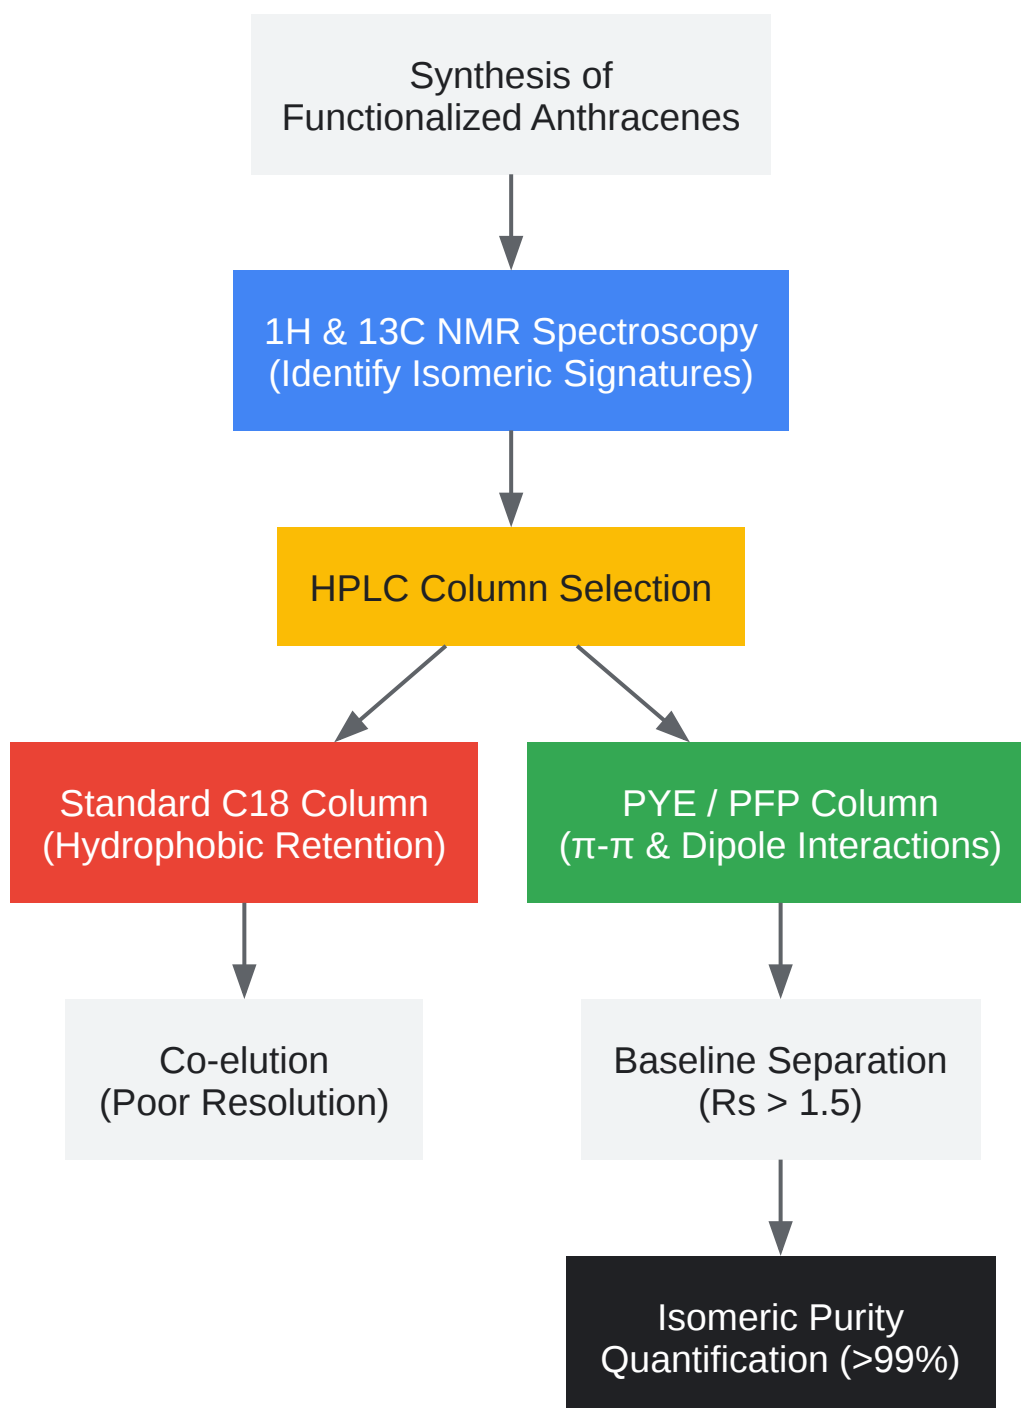 Synthesis of
Functionalized Anthracenes
1H & 13C NMR Spectroscopy
(Identify Isomeric Signatures)
HPLC Column Selection
Standard C18 Column
(Hydrophobic Retention)
PYE / PFP Column
(π-π & Dipole Interactions)
Co-elution
(Poor Resolution)
Baseline Separation
(Rs > 1.5)
Isomeric Purity
Quantification (>99%)